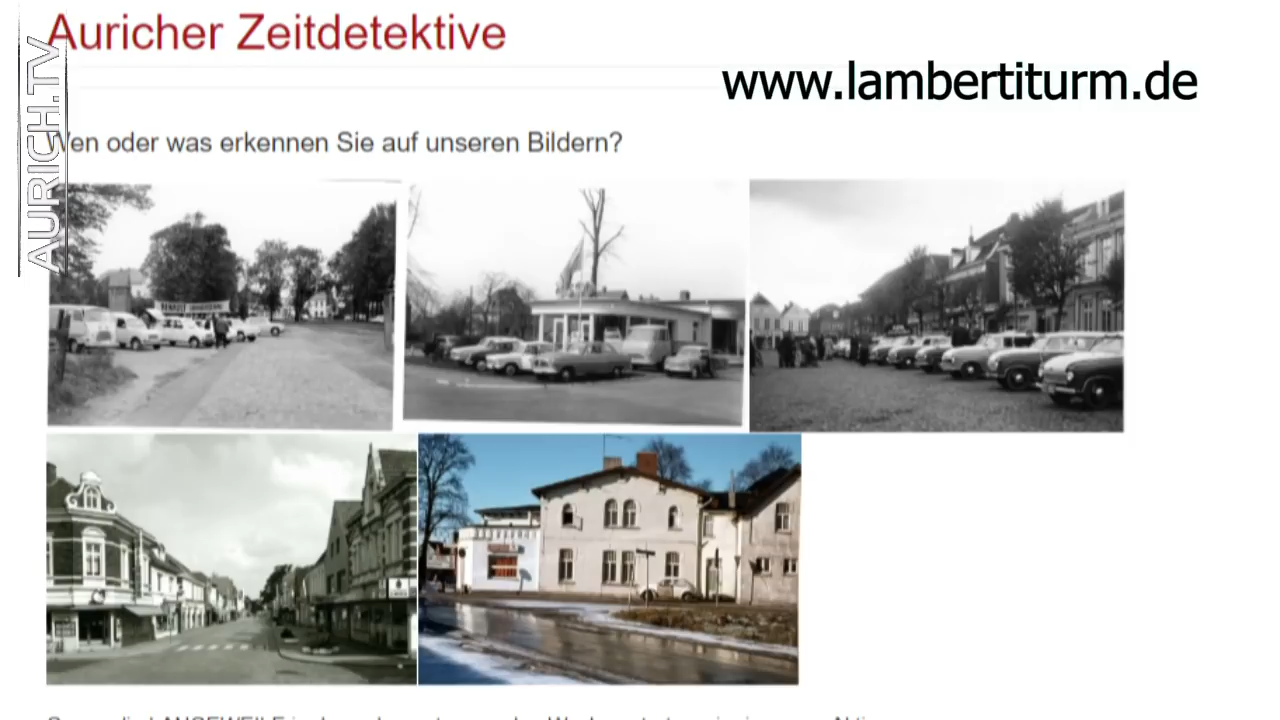 Auricher Zeitdetektive
www.lambertiturm.de
AURICH.TV
Wen oder was erkennen Sie auf unseren Bildern?